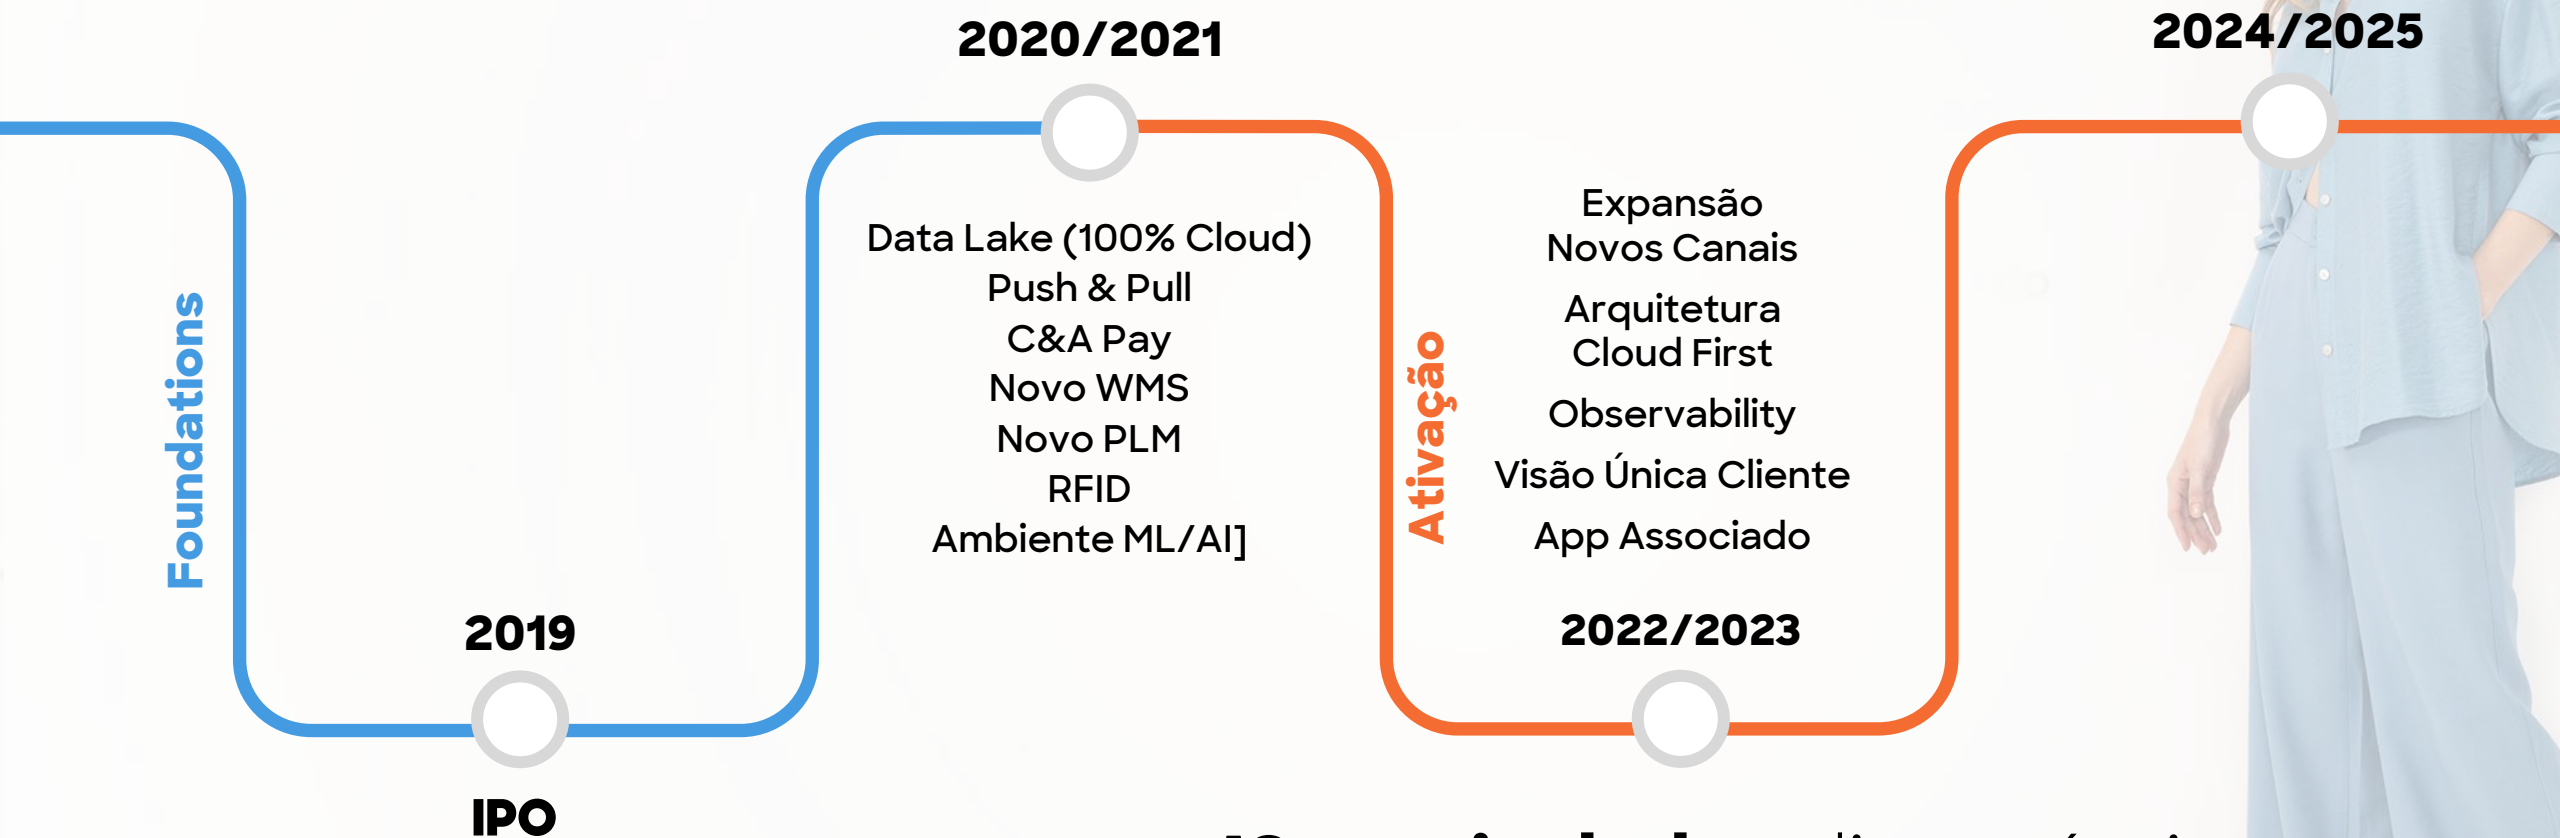 Foundations
2019
IPO
2020/2021
Data Lake (100% Cloud)
Push & Pull
C&A Pay
Novo WMS
Novo PLM
RFID
Ambiente ML/AI]
Ativação
Expansão
Novos Canais
Arquitetura
Cloud First
Observability
Visão Única Cliente
App Associado
2022/2023
2024/2025